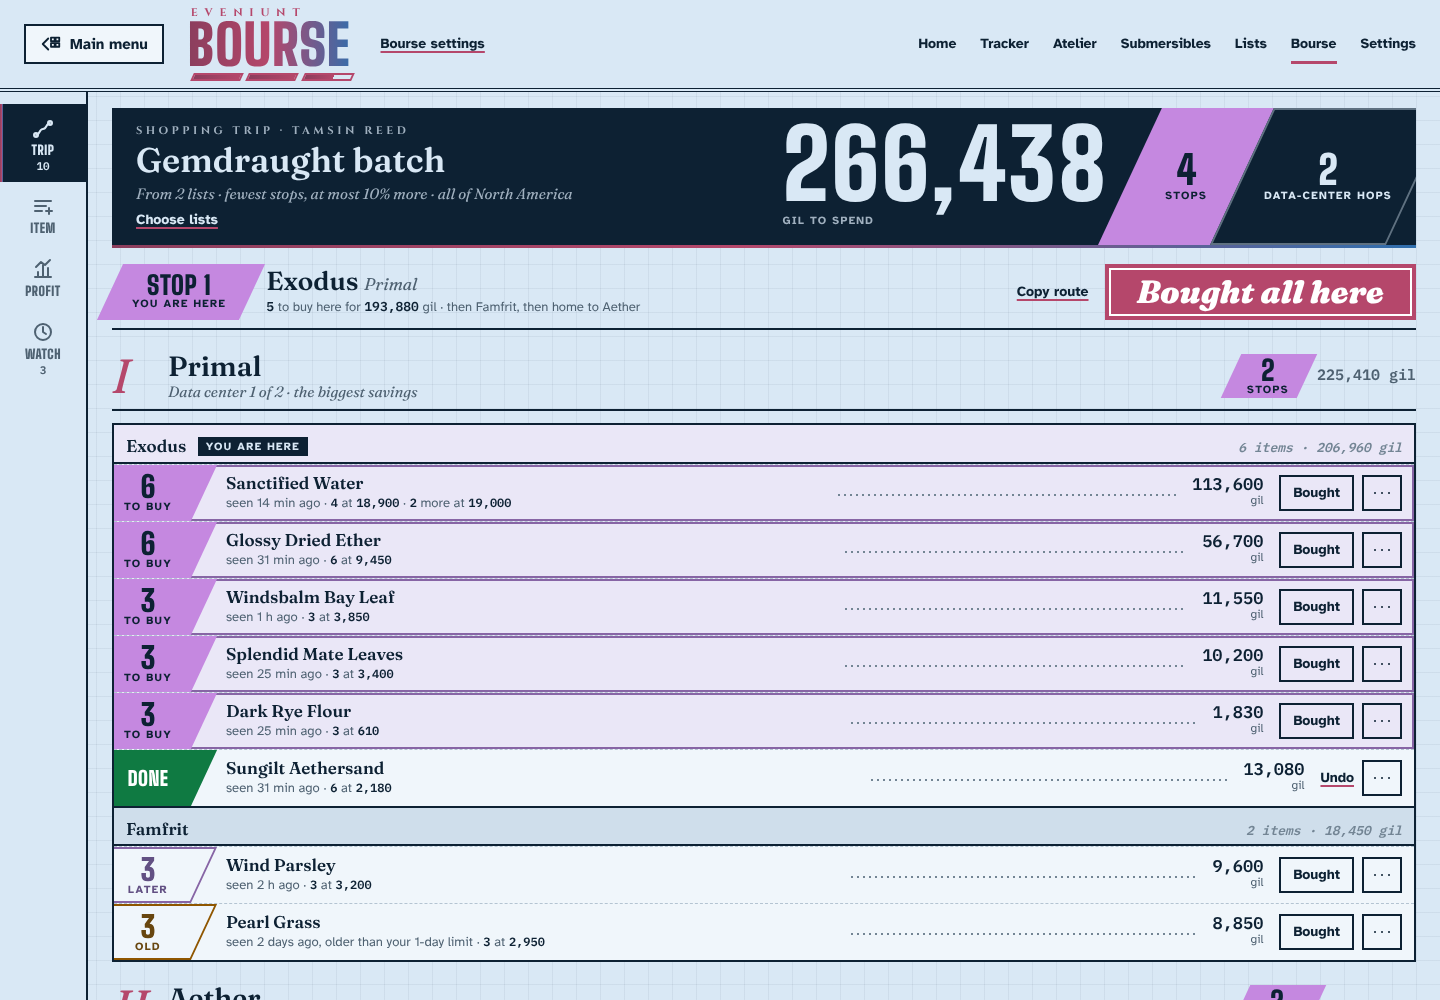 Main menu
EVENIUNT
BOURSE
Bourse settings
Home
Tracker
Atelier
Submersibles
Lists
Bourse
Settings
TRIP
10
ITEM
PROFIT
WATCH
3
SHOPPING TRIP · TAMSIN REED
Gemdraught batch
From 2 lists · fewest stops, at most 10% more · all of North America
Choose lists
266,438
GIL TO SPEND
4
STOPS
2
DATA-CENTER HOPS
STOP 1
YOU ARE HERE
Exodus Primal
5 to buy here for 193,880 gil · then Famfrit, then home to Aether
Copy route
Bought all here
I
Primal
Data center 1 of 2 · the biggest savings
2
STOPS
225,410 gil
Exodus YOU ARE HERE
6 items · 206,960 gil
6
TO BUY
Sanctified Water
seen 14 min ago · 4 at 18,900 · 2 more at 19,000
113,600
gil
Bought
...
6
TO BUY
Glossy Dried Ether
seen 31 min ago · 6 at 9,450
56,700
gil
Bought
...
3
TO BUY
Windsbalm Bay Leaf
seen 1 h ago · 3 at 3,850
11,550
gil
Bought
...
3
TO BUY
Splendid Mate Leaves
seen 25 min ago · 3 at 3,400
10,200
gil
Bought
...
3
TO BUY
Dark Rye Flour
seen 25 min ago · 3 at 610
1,830
gil
Bought
...
DONE
Sungilt Aethersand
seen 31 min ago · 6 at 2,180
13,080
gil
Undo
...
Famfrit
2 items · 18,450 gil
3
LATER
Wind Parsley
seen 2 h ago · 3 at 3,200
9,600
gil
Bought
...
3
OLD
Pearl Grass
seen 2 days ago, older than your 1-day limit · 3 at 2,950
8,850
gil
Bought
...
II
Aether
2